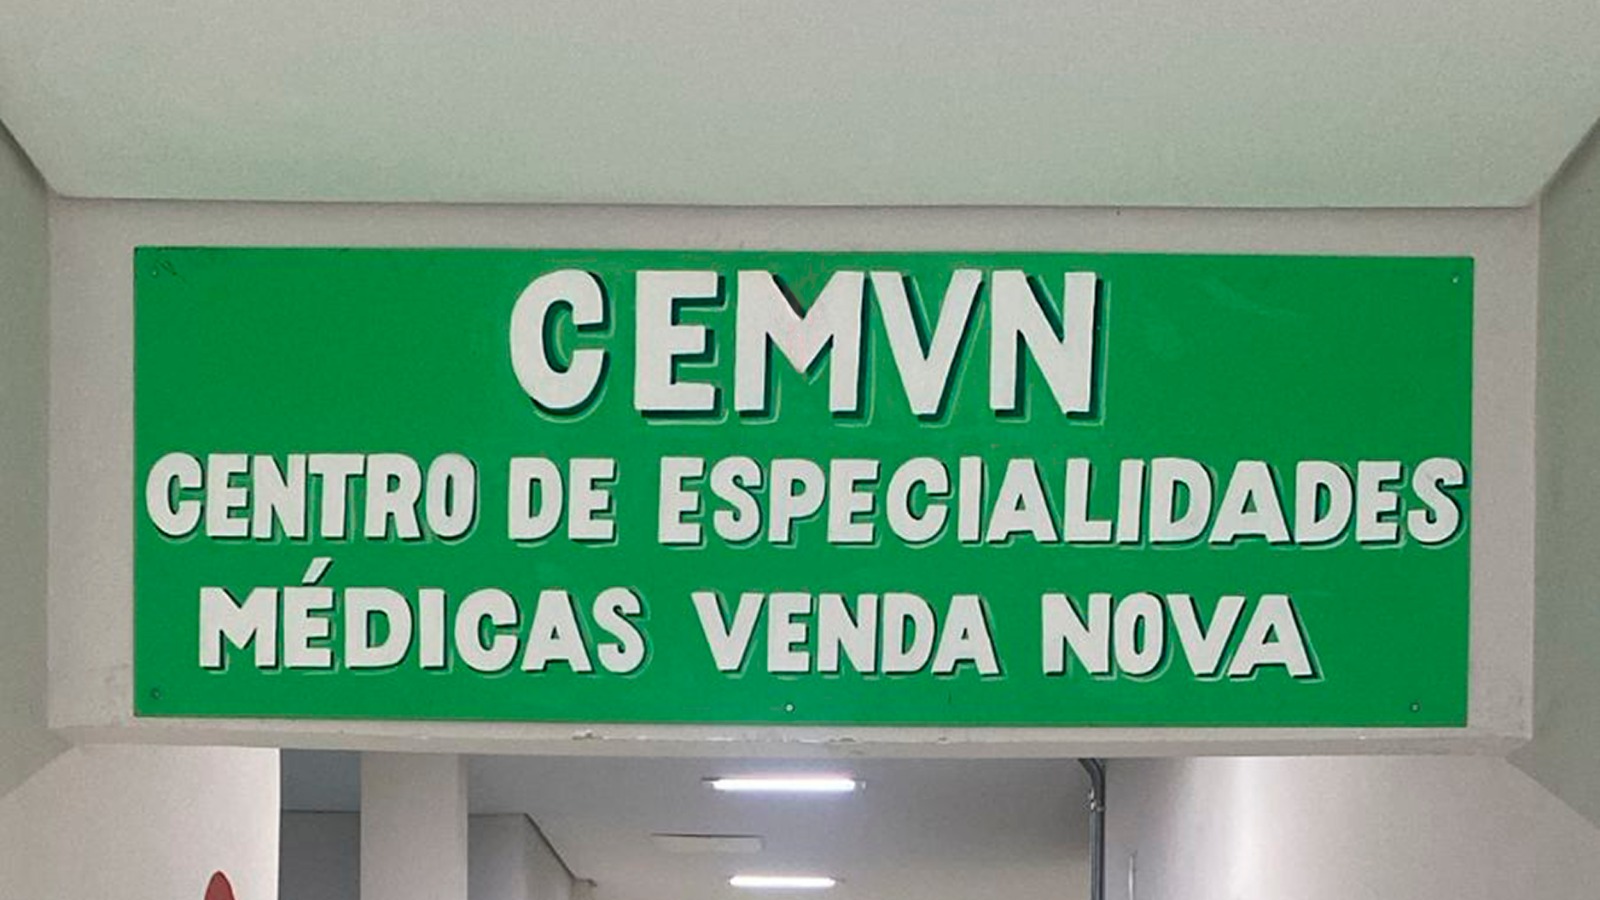 CEMVN
CENTRO DE ESPECIALIDADES
MÉDICAS VENDA NOVA